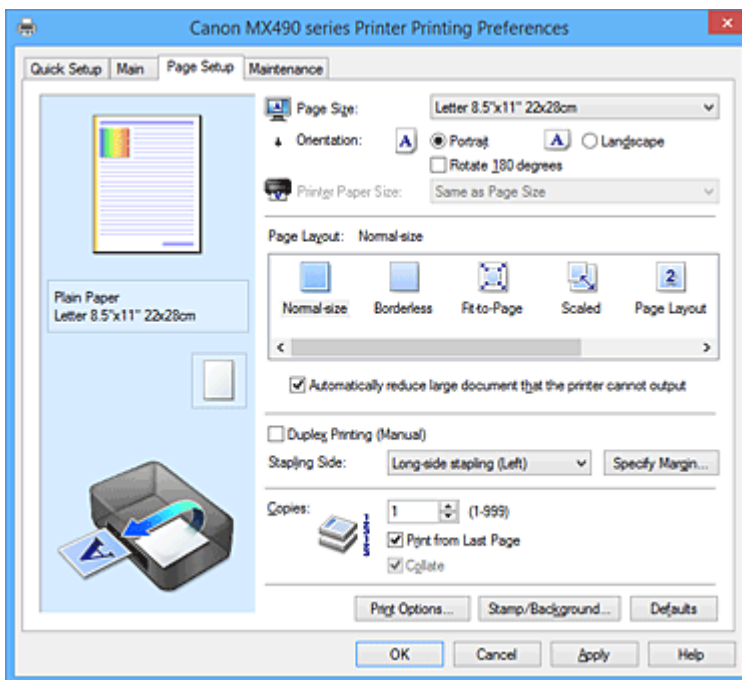 Canon MX490 series Printer Printing Preferences
Quick Setup Main Page Setup Maintenance
Page Size: Letter 8.5"x11" 22x28cm
Orientation: A Portrait A Landscape
Rotate 180 degrees
Printer Paper Size: Same as Page Size
Page Layout: Normal-size
Normal-size Borderless Fit-to-Page Scaled 2 Page Layout
Automatically reduce large document that the printer cannot output
Plain Paper
Letter 8.5"x11" 22x28cm
Duplex Printing (Manual)
Stapling Side: Long-side stapling (Left) Specify Margin...
Copies: 1 (1-999)
Print from Last Page
Collate
A
Print Options... Stamp/Background... Defaults
OK Cancel Apply Help